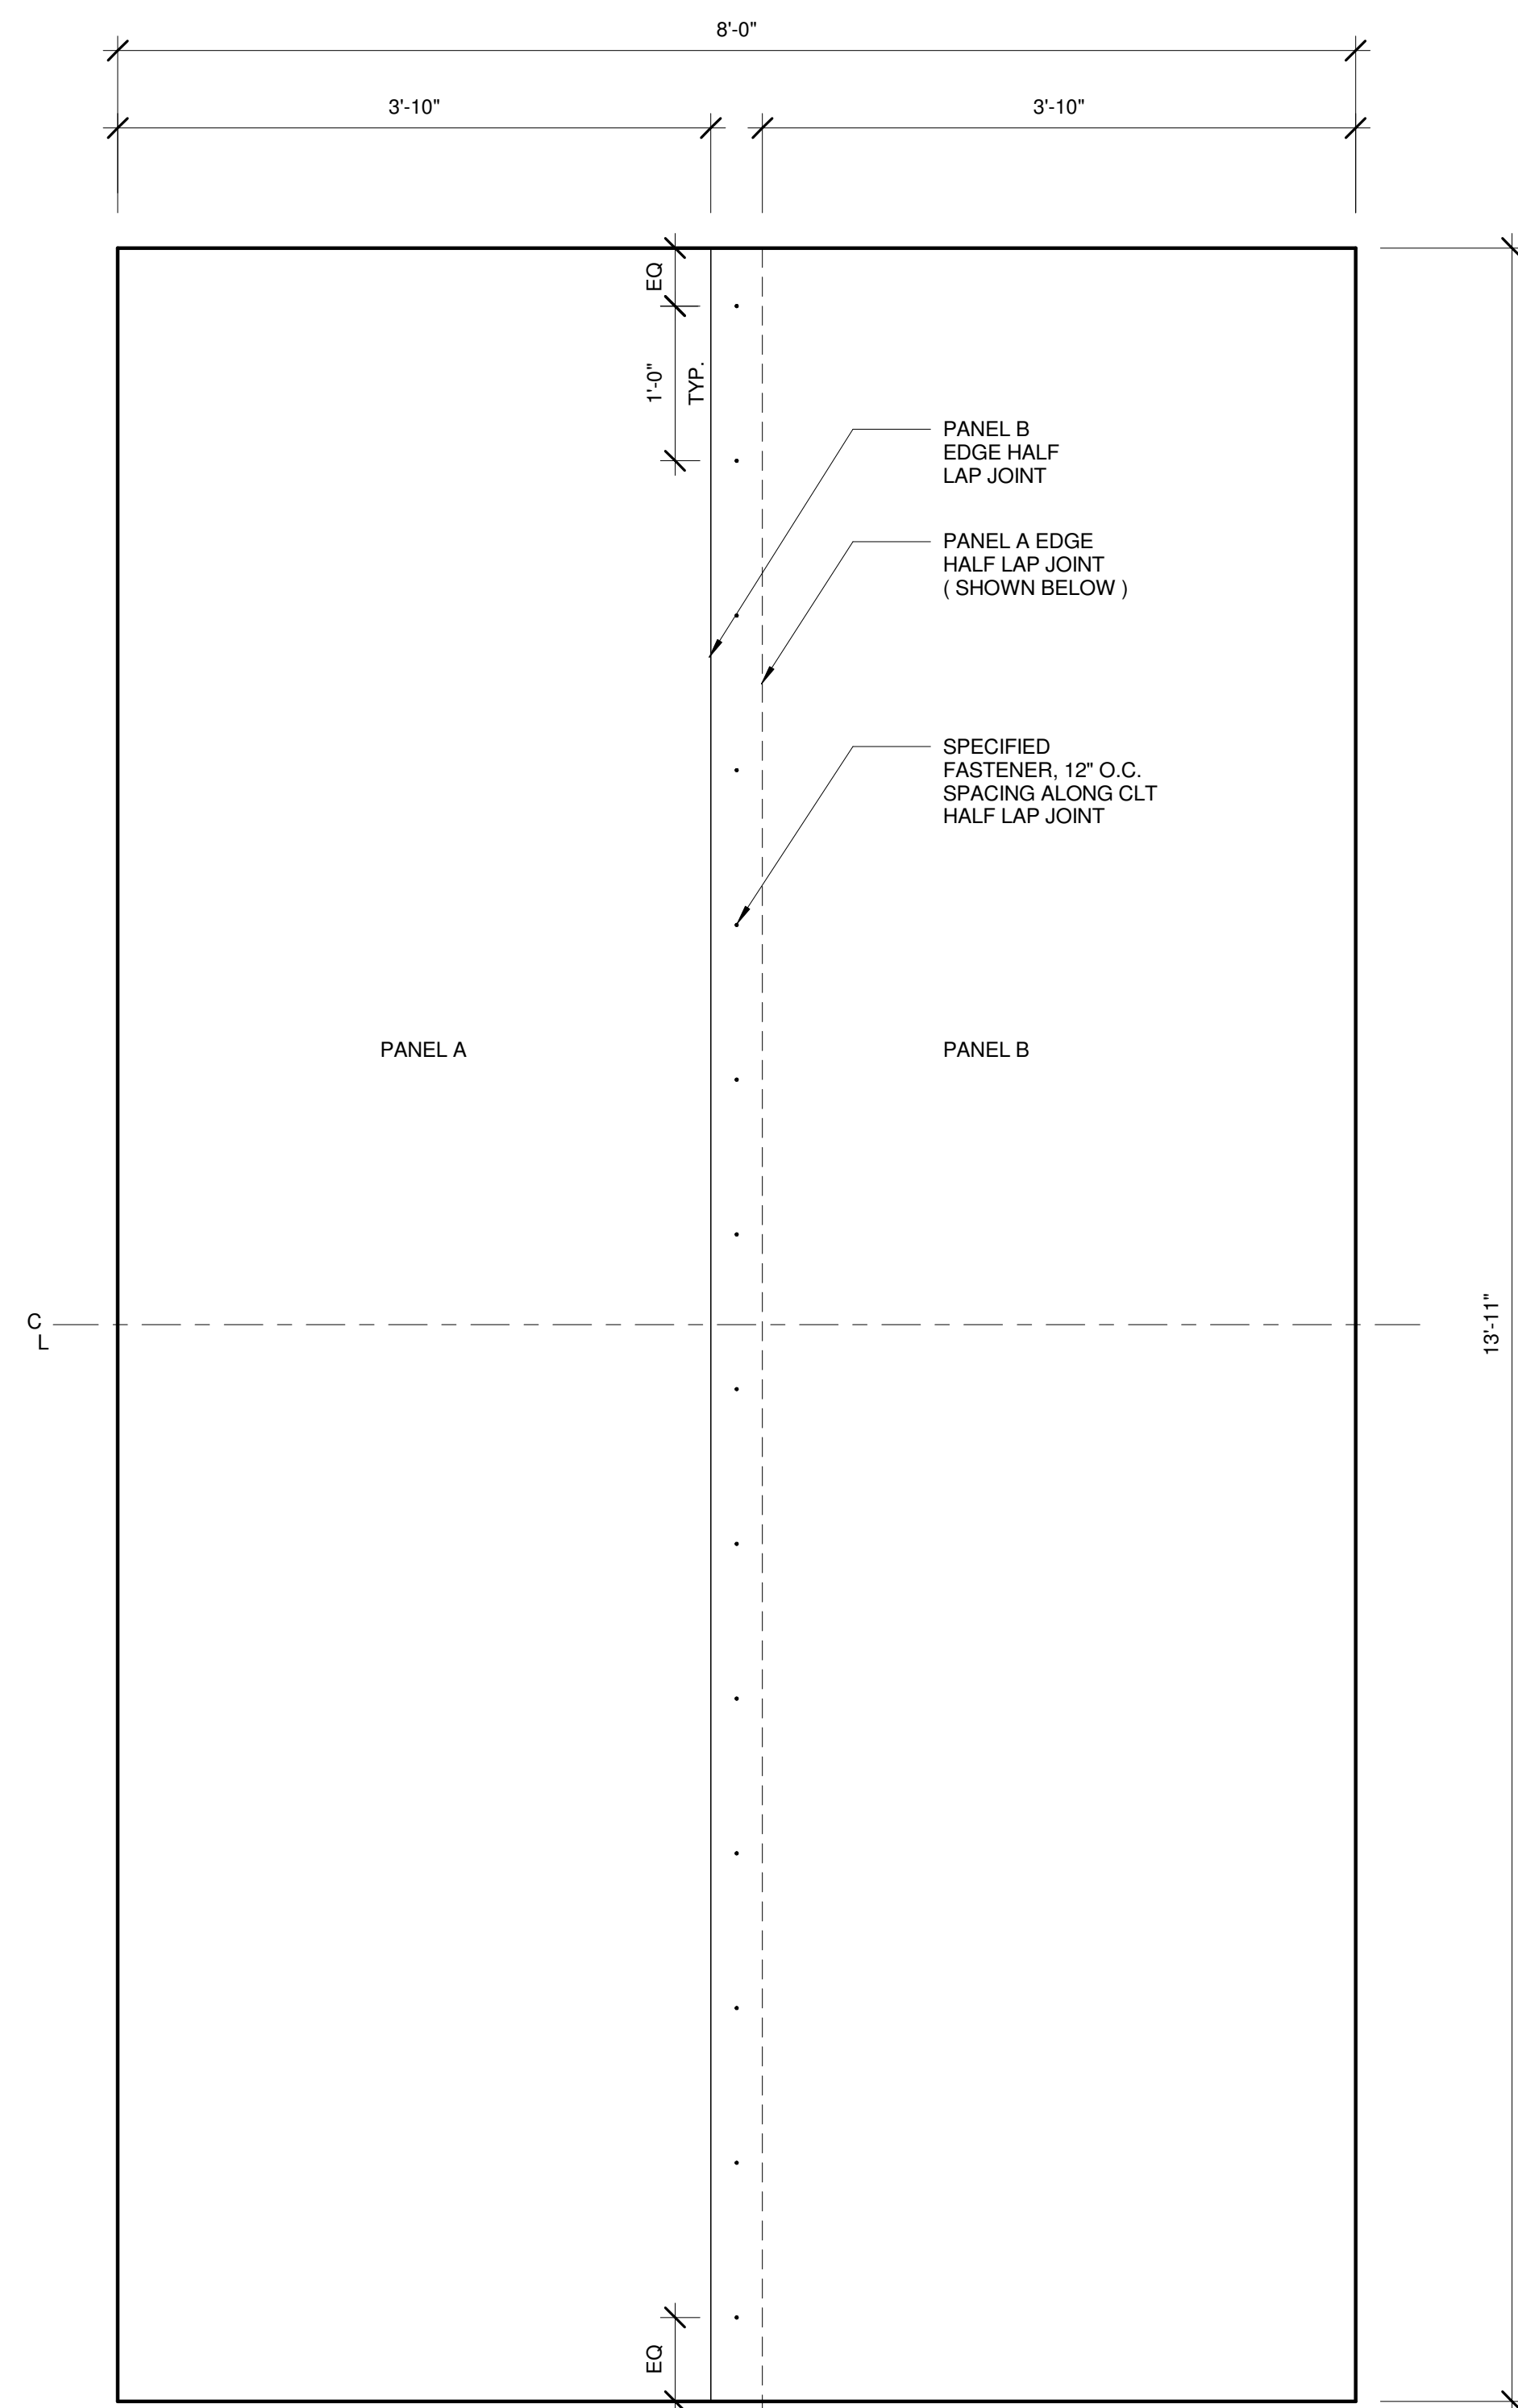 8'-0"
3'-10"
3'-10"
EQ
1'-0"
TYP.
PANEL B
EDGE HALF
LAP JOINT
PANEL A EDGE
HALF LAP JOINT
( SHOWN BELOW )
SPECIFIED
FASTENER, 12" O.C.
SPACING ALONG CLT
HALF LAP JOINT
PANEL A
PANEL B
C
L
13'-11"
EQ